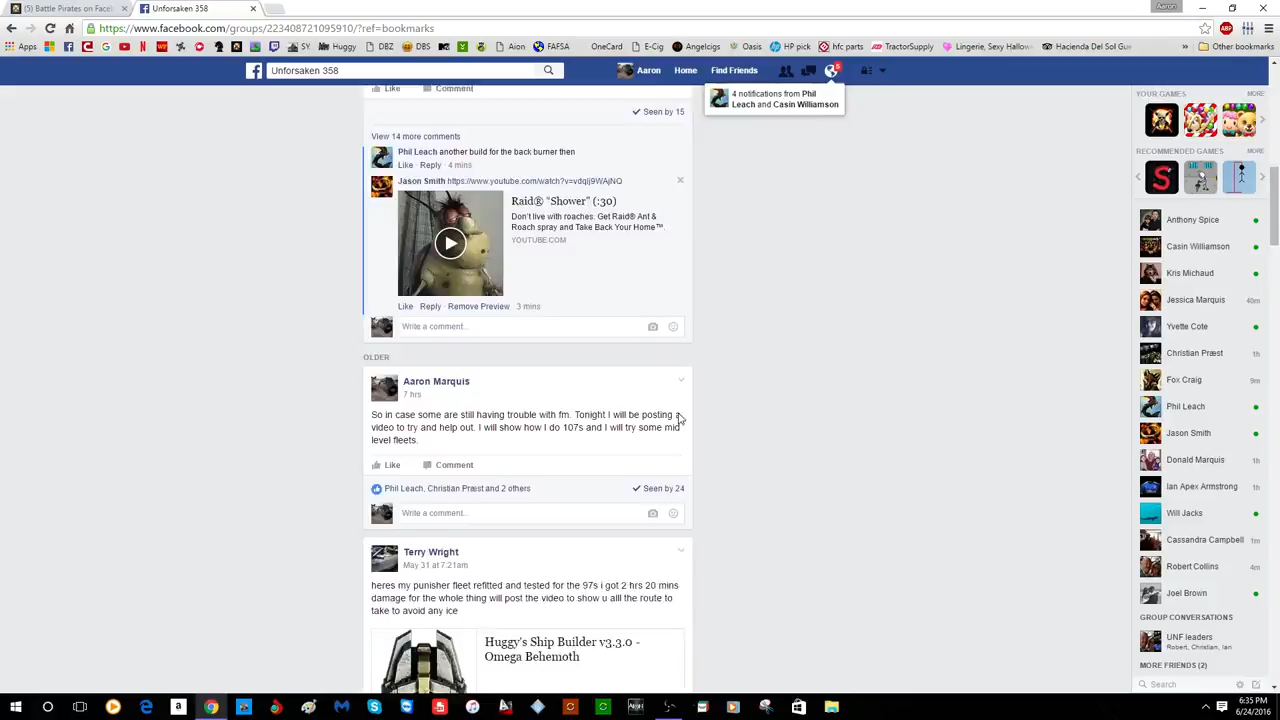 (5) Battle Pirates on Faceb
Unforsaken 358
Aaron
https://www.facebook.com/groups/223408721095910/?ref=bookmarks
Apps SY Huggy DBZ DBS Aion FAFSA OneCard E-Cig Angelcigs Oasis HP pick hfc parts TractorSupply Lingerie, Sexy Hallow Hacienda Del Sol Gue » Other bookmarks
Unforsaken 358
Aaron Home Find Friends 5
4 notifications from Phil
Leach and Casin Williamson
Like Comment
Seen by 15
View 14 more comments
Phil Leach another build for the back burner then
Like · Reply · 4 mins
Jason Smith https://www.youtube.com/watch?v=vdqlj9WAjNQ
Raid® “Shower” (:30)
Don't live with roaches. Get Raid® Ant &
Roach spray and Take Back Your Home™.
YOUTUBE.COM
Like Reply Remove Preview 3 mins
Write a comment...
OLDER
Aaron Marquis
7 hrs
So in case some are still having trouble with fm. Tonight I will be posting a
video to try and help out. I will show how I do 107s and I will try some mid
level fleets.
Like Comment
Phil Leach, Christian Præst and 2 others
Seen by 24
Write a comment...
Terry Wright
May 31 at 7:21am
heres my punisher fleet refitted and tested for the 97s i got 2 hrs 20 mins
damage for the whole thing will post the video to show u alll the route to
take to avoid any ice
Huggy's Ship Builder v3.3.0 -
Omega Behemoth
YOUR GAMES MORE
RECOMMENDED GAMES MORE
Anthony Spice
Casin Williamson
Kris Michaud
Jessica Marquis 40m
Yvette Cote
Christian Præst 1h
Fox Craig 9m
Phil Leach
Jason Smith
Donald Marquis 1h
Ian Apex Armstrong 1h
Will Jacks
Cassandra Campbell 1m
Robert Collins 4m
Joel Brown
GROUP CONVERSATIONS
UNF leaders
Robert, Christian, Ian
MORE FRIENDS (2)
Search
6:35 PM
6/24/2016